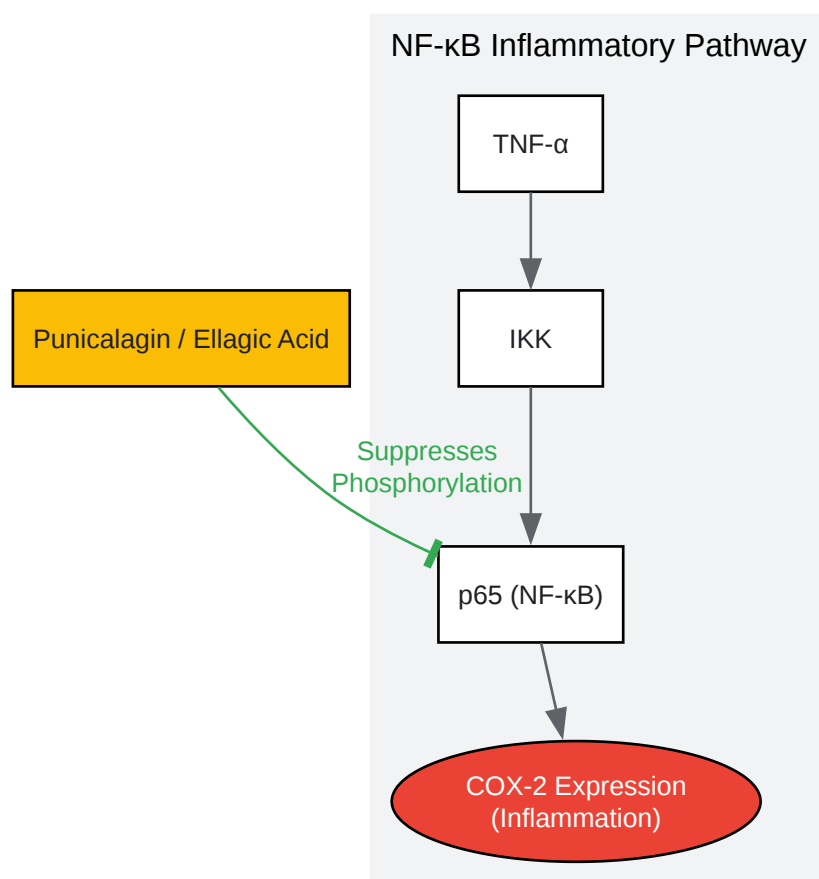 NF-κB Inflammatory Pathway
TNF-α
Punicalagin / Ellagic Acid
IKK
Suppresses
Phosphorylation
p65 (NF-κB)
COX-2 Expression
(Inflammation)